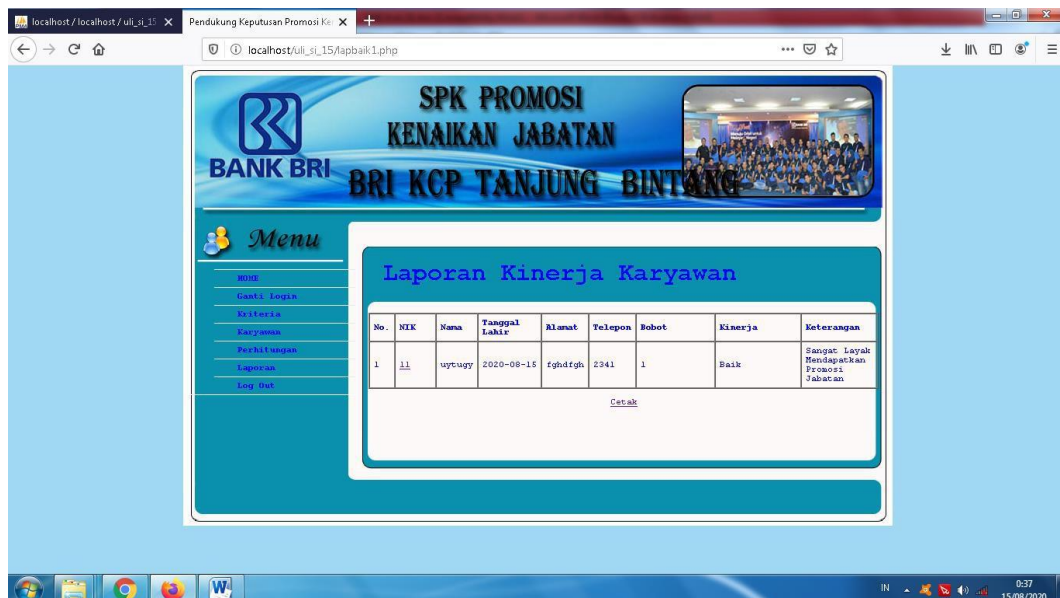 localhost / localhost / uli_si_15
Pendukung Keputusan Promosi Ke
localhost/uli_si_15/lapbaik1.php
BANK BRI
SPK PROMOSI
KENAIKAN JABATAN
BRI KCP TANJUNG BINTANG
Menu
HOME
Ganti Login
Kriteria
Karyawan
Perhitungan
Laporan
Log Out
Laporan Kinerja Karyawan
No. NIK Nama Tanggal Lahir Alamat Telepon Bobot Kinerja Keterangan
1 11 uytugy 2020-08-15 fghdfgh 2341 1 Baik Sangat Layak Mendapatkan Promosi Jabatan
Cetak
IN
0:37
15/08/2020